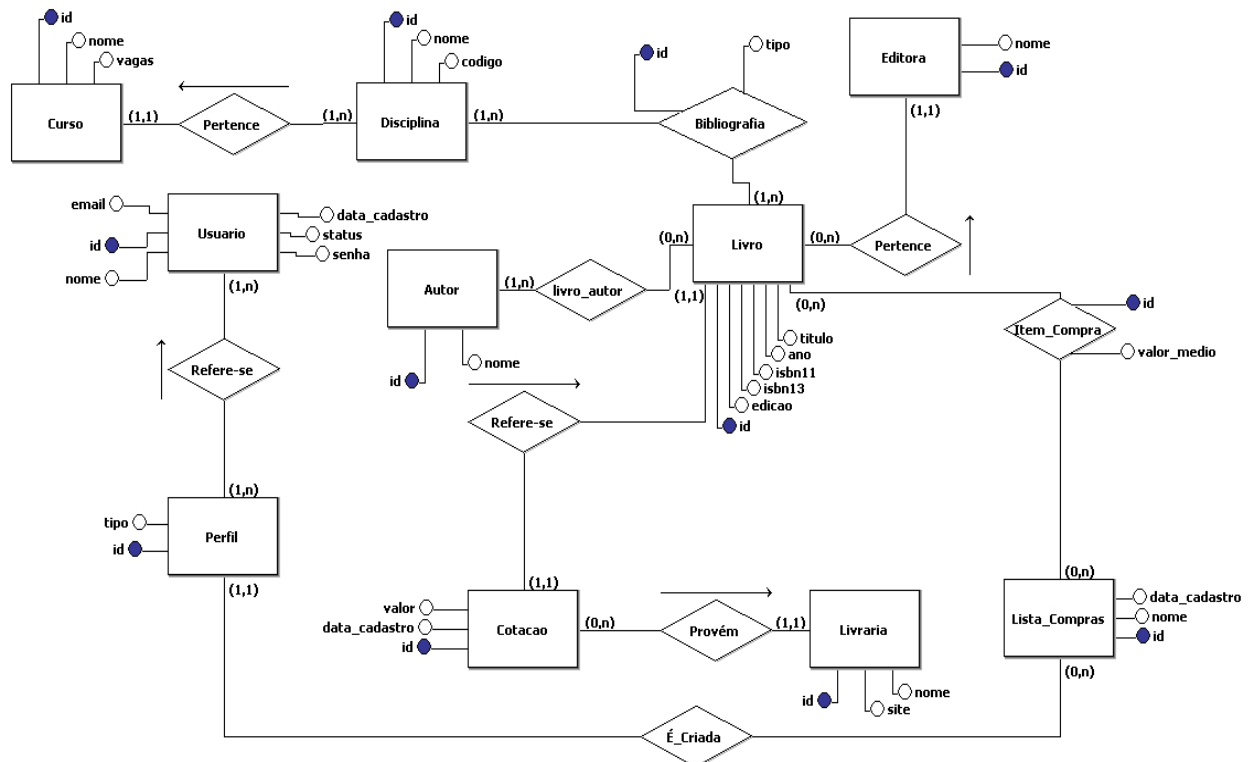 id
nome
vagas
Curso
(1,1)
Pertence
(1,n)
id
nome
codigo
Disciplina
(1,n)
id
tipo
Bibliografia
(1,n)
Editora
nome
id
(1,1)
Pertence
(0,n)
Livro
(0,n)
(1,1)
(0,n)
titulo
ano
isbn11
isbn13
edicao
id
email
id
nome
Usuario
data_cadastro
status
senha
(1,n)
Refere-se
(1,n)
Autor
(1,n)
livro_autor
nome
id
Refere-se
(1,1)
id
Item_Compra
valor_medio
(0,n)
tipo
id
Perfil
(1,1)
valor
data_cadastro
id
Cotacao
(0,n)
Provém
(1,1)
Livraria
id
site
nome
Lista_Compras
data_cadastro
nome
id
(0,n)
É_Criada